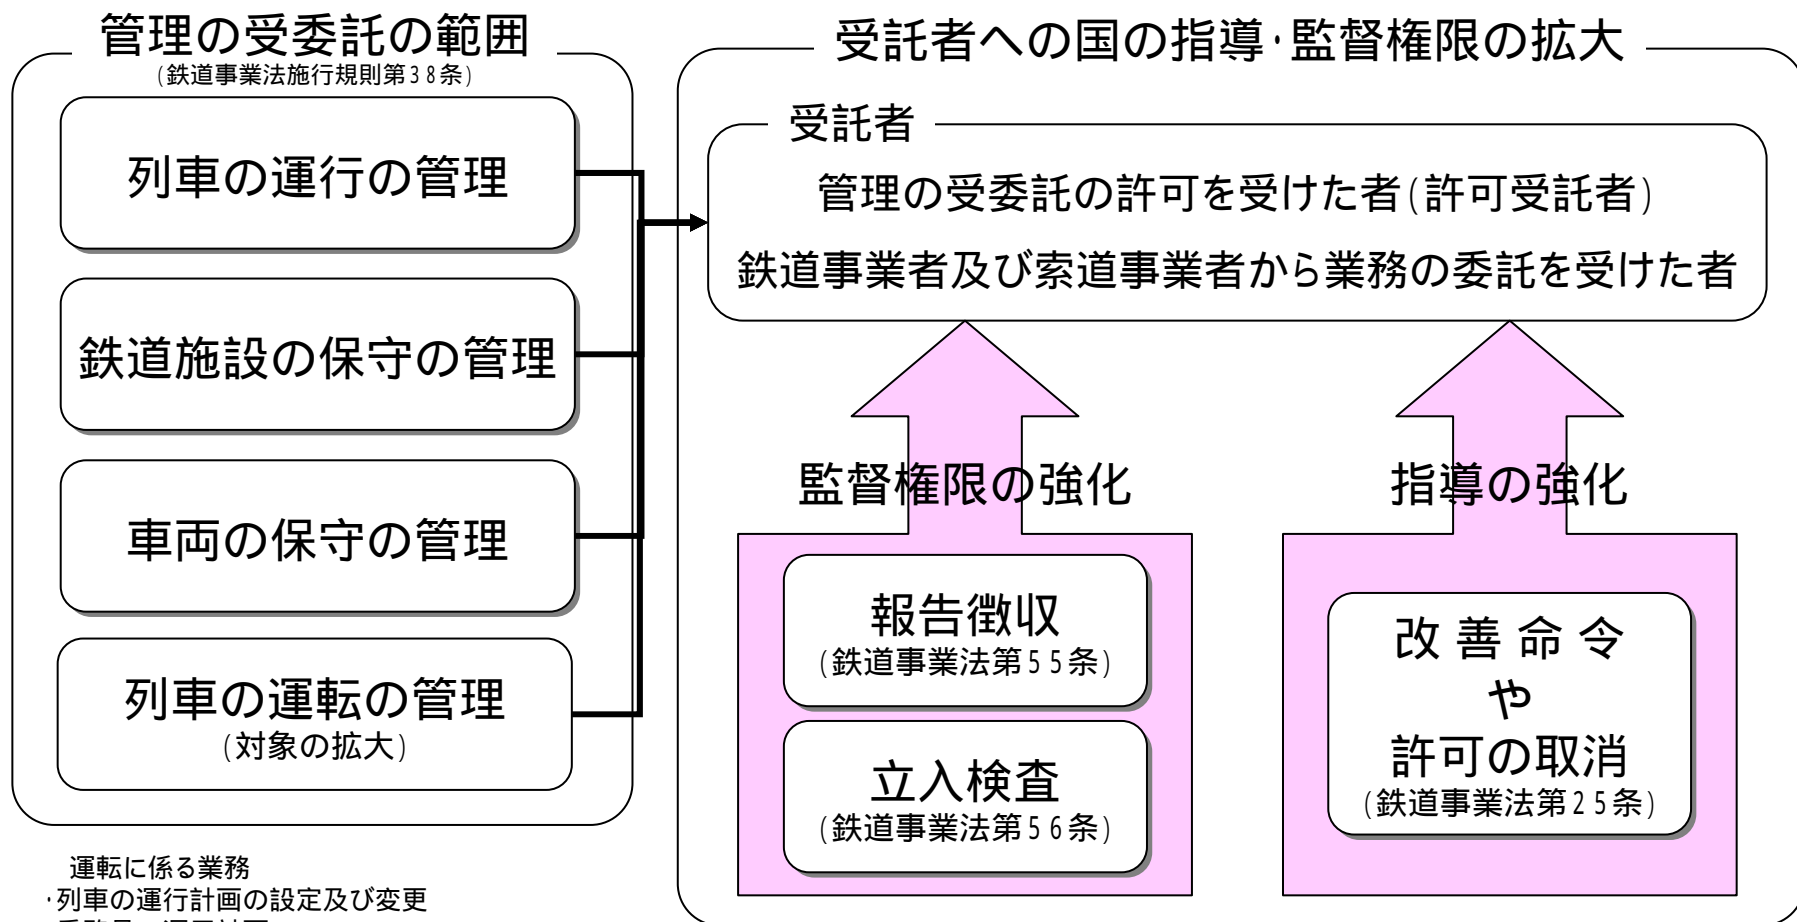 管理の受委託の範囲
(鉄道事業法施行規則第38条)
列車の運行の管理
鉄道施設の保守の管理
車両の保守の管理
列車の運転の管理
(対象の拡大)
運転に係る業務
・列車の運行計画の設定及び変更
受託者への国の指導・監督権限の拡大
受託者
管理の受委託の許可を受けた者(許可受託者)
鉄道事業者及び索道事業者から業務の委託を受けた者
監督権限の強化
報告徴収
(鉄道事業法第55条)
立入検査
(鉄道事業法第56条)
指導の強化
改善命令
や
許可の取消
(鉄道事業法第25条)